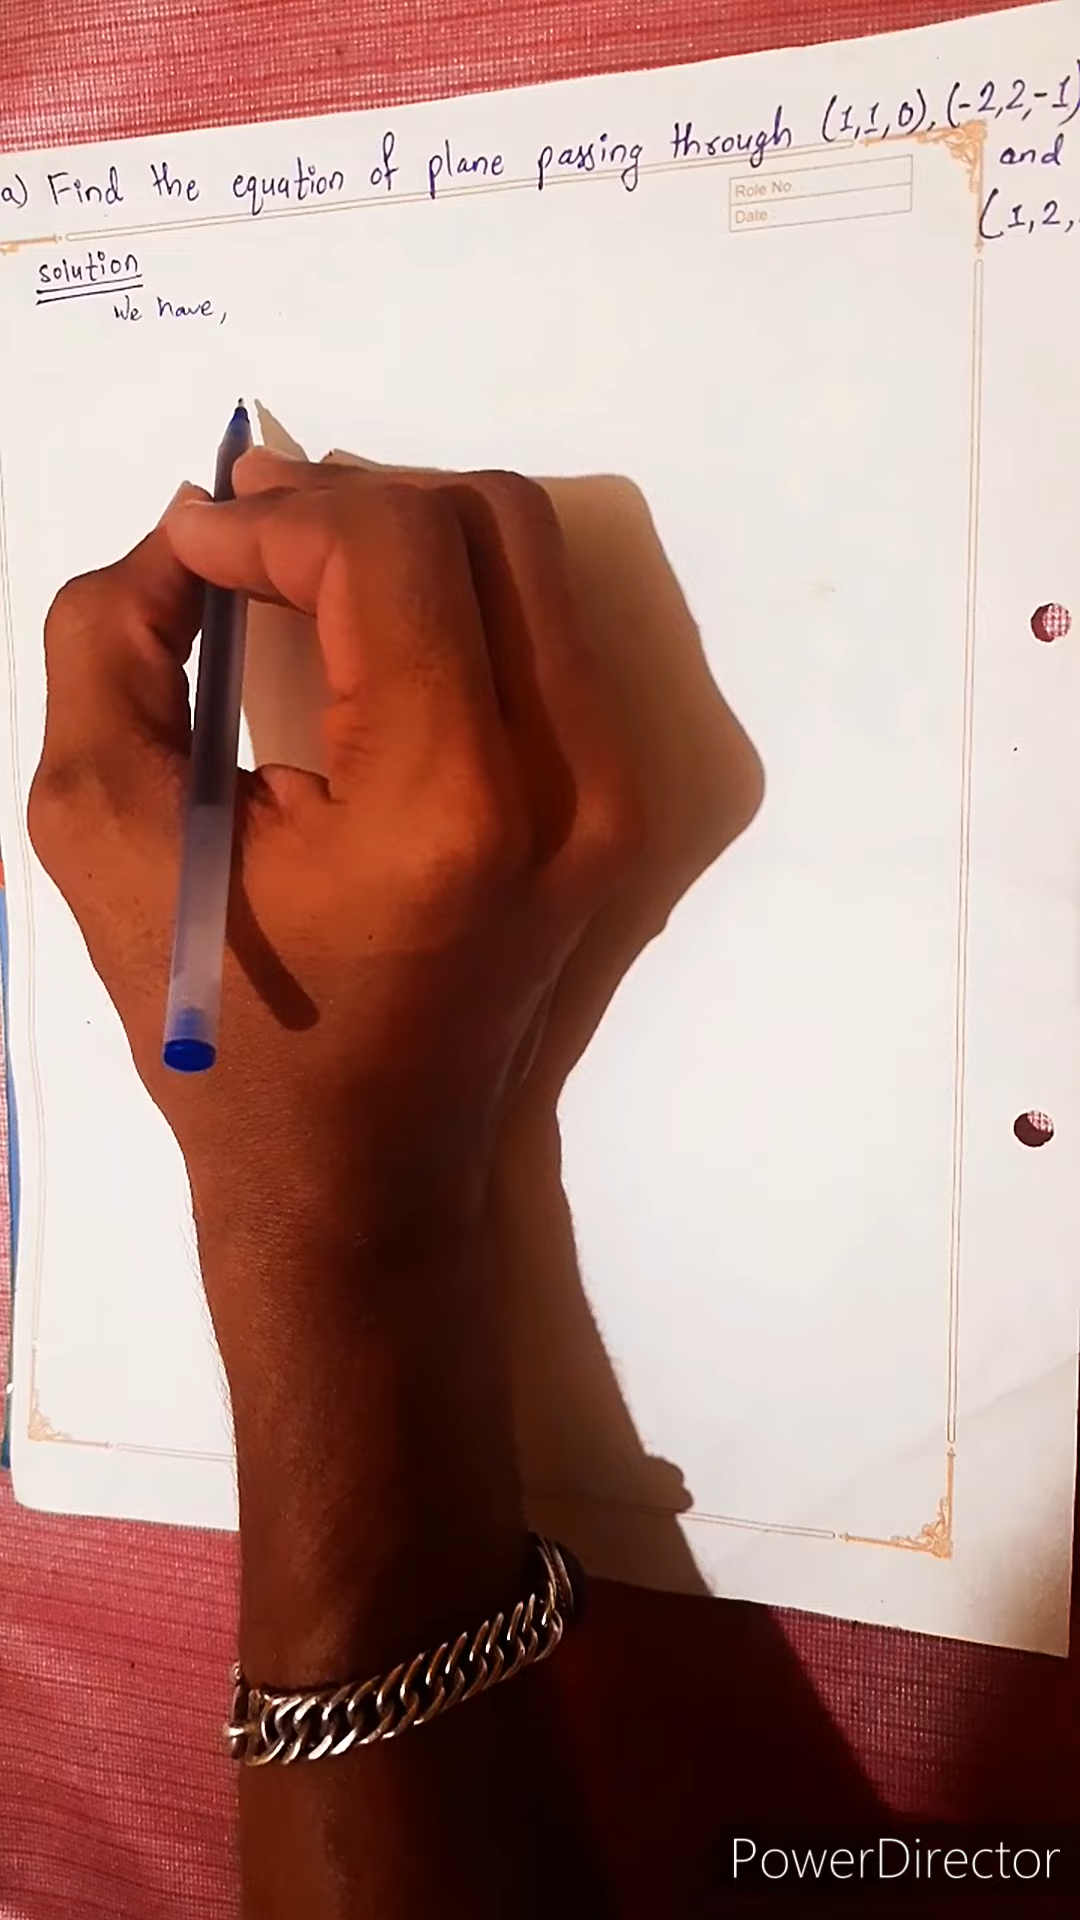 a) Find the equation of plane passing through (1,1,0), (-2,2,-1)
and
(1,2,
Role No
Date :
Solution
We have,
PowerDirector